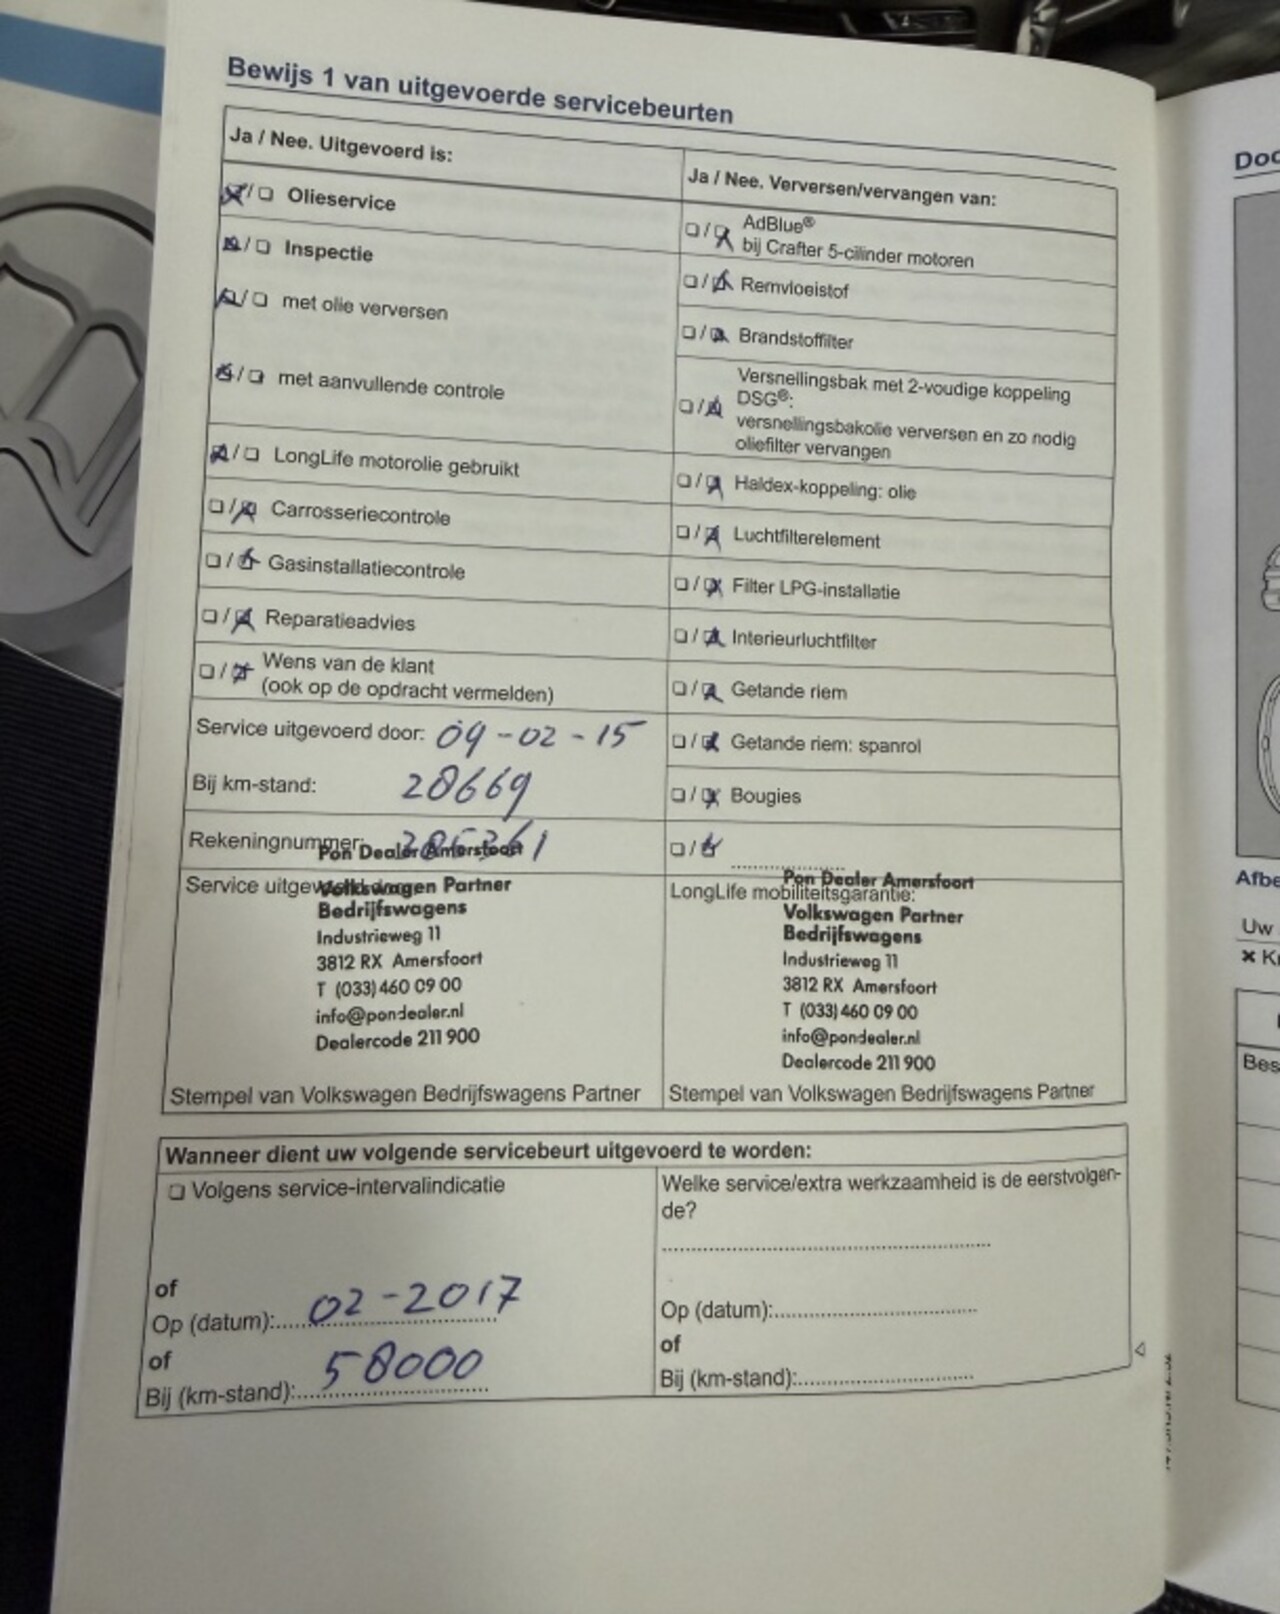 Bewijs 1 van uitgevoerde servicebeurten
Ja / Nee. Uitgevoerd is:
Olieservice
Inspectie
met olie verversen
met aanvullende controle
LongLife motorolie gebruikt
Carrosseriecontrole
Gasinstallatiecontrole
Reparatieadvies
Wens van de klant
(ook op de opdracht vermelden)
Service uitgevoerd door: 09-02-15
Bij km-stand: 28669
Rekeningnummer:
Pon Dealer Amersfoort
Service
Volkswagen Partner
Bedrijfswagens
Industrieweg 11
3812 RX Amersfoort
T (033) 460 09 00
info@pondealer.nl
Dealercode 211 900
Stempel van Volkswagen Bedrijfswagens Partner
Ja / Nee. Verversen/vervangen van:
AdBlue®
bij Crafter 5-cilinder motoren
Remvloeistof
Brandstoffilter
Versnellingsbak met 2-voudige koppeling
DSG®:
versnellingsbakolie verversen en zo nodig
oliefilter vervangen
Haldex-koppeling: olie
Luchtfilterelement
Filter LPG-installatie
Interieurluchtfilter
Getande riem
Getande riem: spanrol
Bougies
Pon Dealer Amersfoort
LongLife mobiliteitsgarantie:
Volkswagen Partner
Bedrijfswagens
Industrieweg 11
3812 RX Amersfoort
T (033) 460 09 00
info@pondealer.nl
Dealercode 211 900
Stempel van Volkswagen Bedrijfswagens Partner
Wanneer dient uw volgende servicebeurt uitgevoerd te worden:
Volgens service-intervalindicatie
of
Op (datum): 02-2017
of
Bij (km-stand): 58000
Welke service/extra werkzaamheid is de eerstvolgen-
de?
Op (datum):
of
Bij (km-stand):
Uw